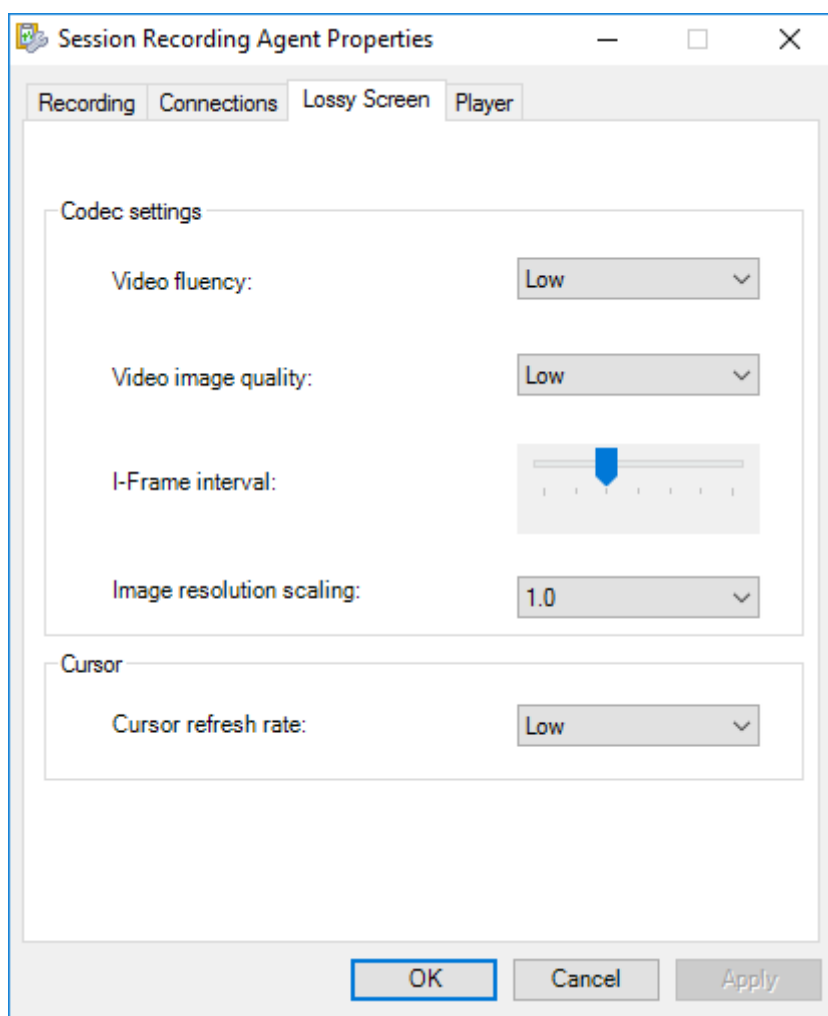 Session Recording Agent Properties
Recording Connections Lossy Screen Player
Codec settings
Video fluency: Low
Video image quality: Low
I-Frame interval:
Image resolution scaling: 1.0
Cursor
Cursor refresh rate: Low
OK Cancel Apply